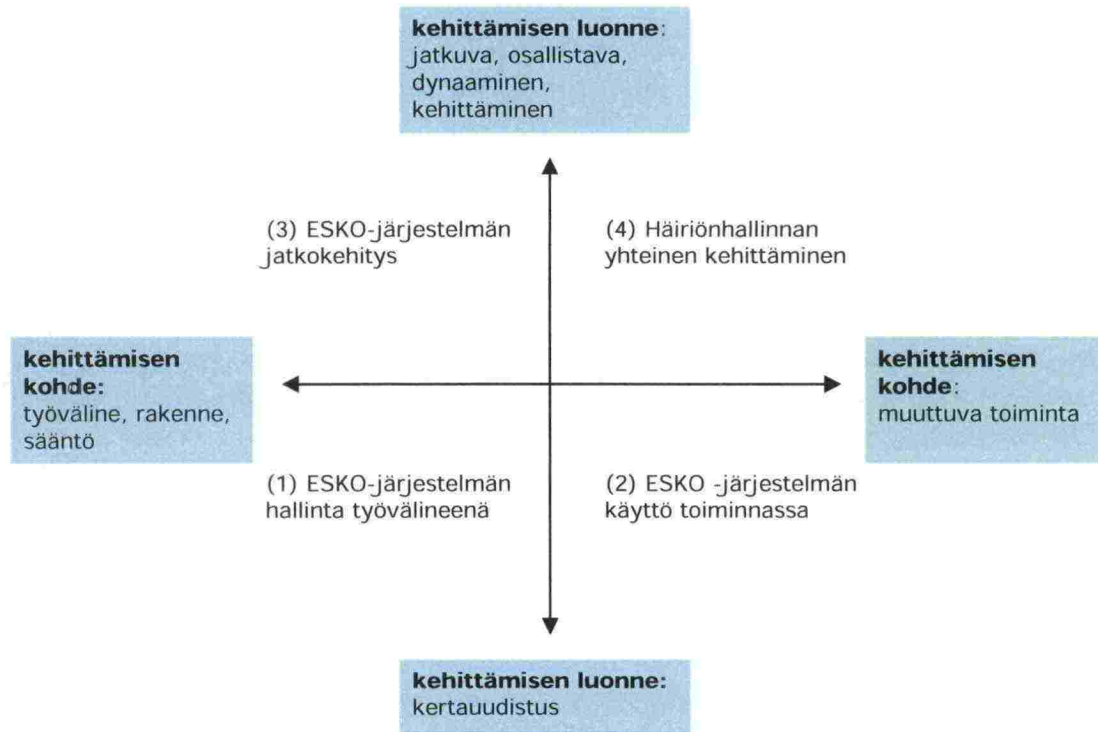 kehittämisen luonne:
jatkuva, osallistava,
dynaaminen,
kehittäminen
(3) ESKO-järjestelmän
jatkokehitys
(4) Häiriönhallinnan
yhteinen kehittäminen
kehittämisen
kohde:
työväline, rakenne,
sääntö
kehittämisen
kohde:
muuttuva toiminta
(1) ESKO-järjestelmän
hallinta työvälineenä
(2) ESKO -järjestelmän
käyttö toiminnassa
kehittämisen luonne:
kertauudistus